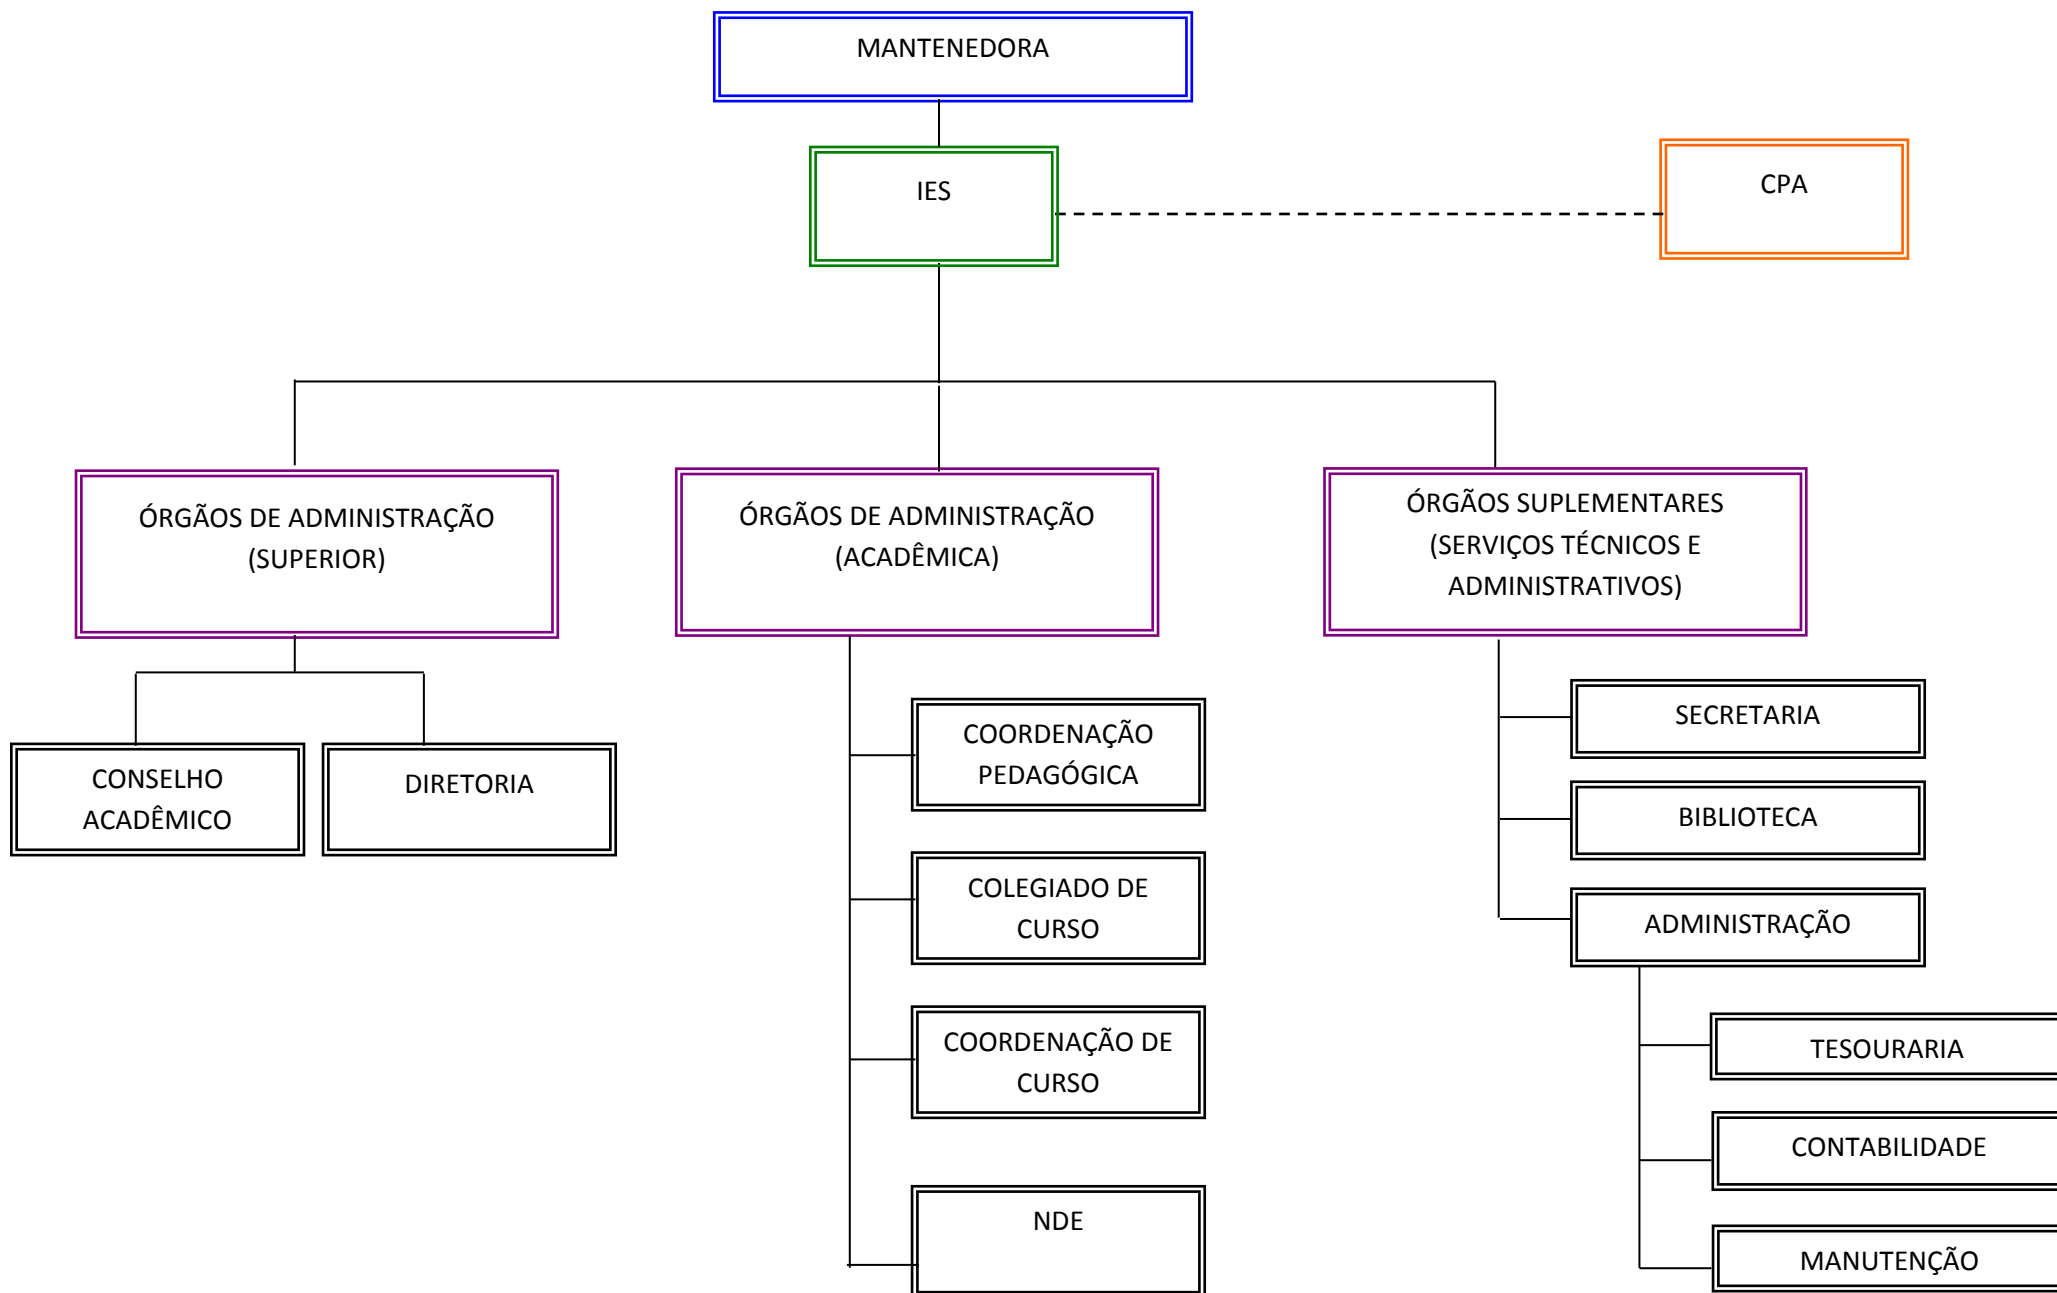 MANTENEDORA
IES
CPA
ÓRGÃOS DE ADMINISTRAÇÃO
(SUPERIOR)
ÓRGÃOS DE ADMINISTRAÇÃO
(ACADÊMICA)
ÓRGÃOS SUPLEMENTARES
(SERVIÇOS TÉCNICOS E
ADMINISTRATIVOS)
CONSELHO
ACADÊMICO
DIRETORIA
COORDENAÇÃO
PEDAGÓGICA
COLEGIADO DE
CURSO
COORDENAÇÃO DE
CURSO
NDE
SECRETARIA
BIBLIOTECA
ADMINISTRAÇÃO
TESOURARIA
CONTABILIDADE
MANUTENÇÃO